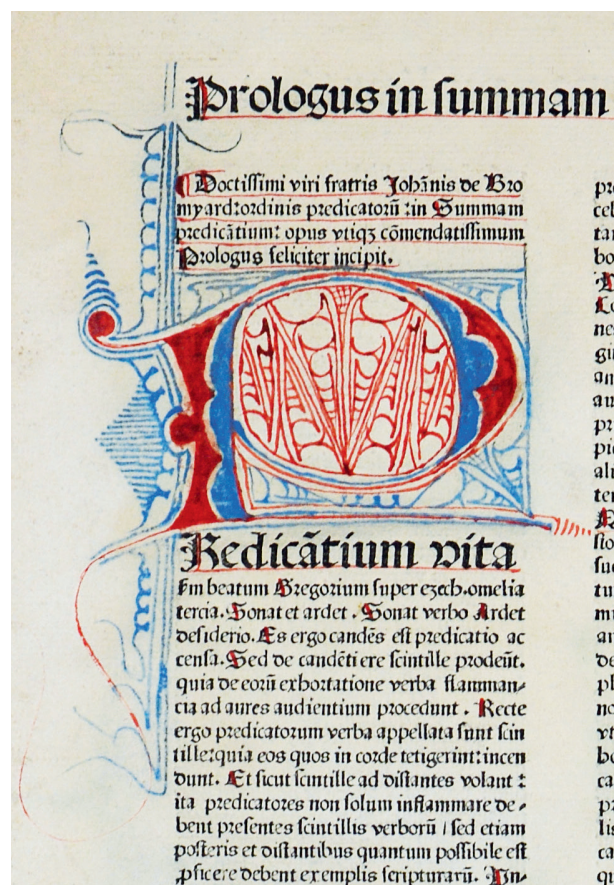 Prologus in summam
Doctissimi viri fratris Johãnis de Bro
myard: ordinis predicatorũ: in Summam
predicãtium: opus vtiqꝫ cõmendatissimum
Prologus feliciter incipit.
P
Redicãtium vita
ſm beatum Gregorium super ezech. omelia
tercia. Sonat et ardet. Sonat verbo Ardet
desiderio. Es ergo candẽs est predicatio ac
censa. Sed de candẽti ere scintille prodeũt.
quia de eorũ exhortatione verba flamman⸗
cia ad aures audientium procedunt. Recte
ergo predicatorum verba appellata sunt scin
tille: quia eos quos in corde tetigerint: incen
dunt. Et sicut scintille ad distantes volant:
ita predicatores non solum inflammare de⸗
bent presentes scintillis verborũ / sed etiam
posteris et distantibus quantum possibile est
ꝓficere debent exemplis scripturarũ. In⸗